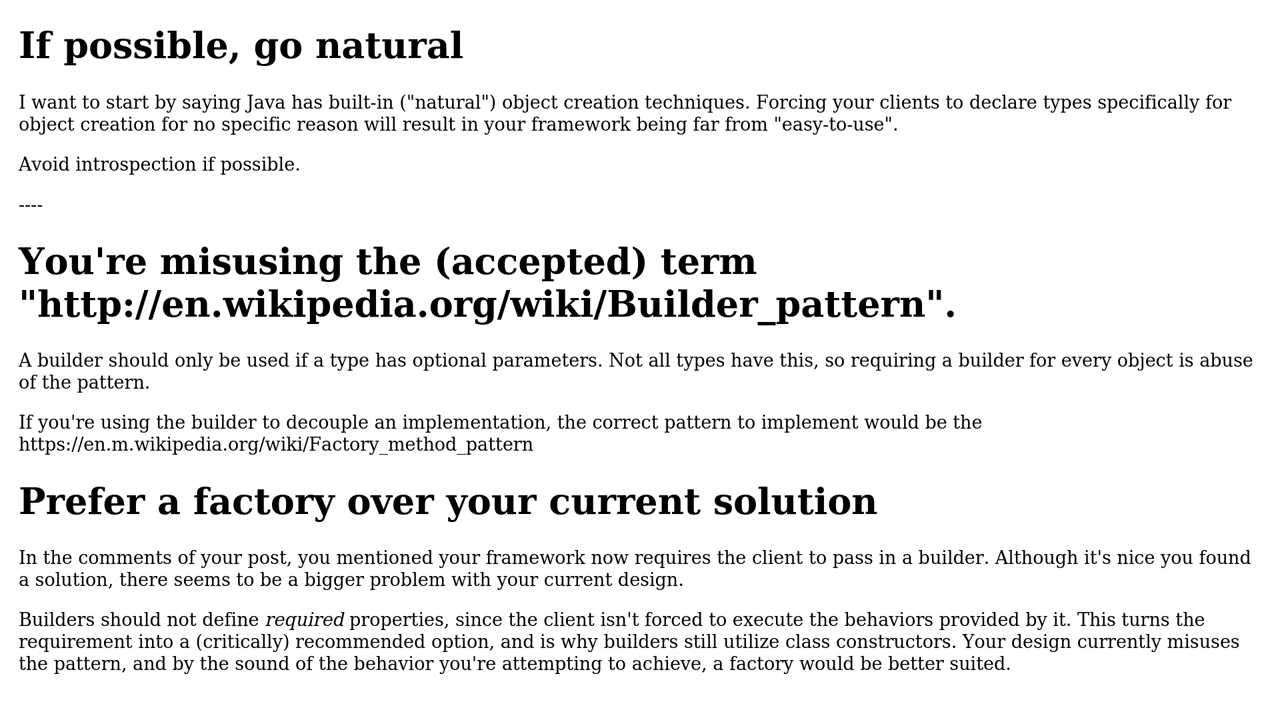 If possible, go natural
I want to start by saying Java has built-in ("natural") object creation techniques. Forcing your clients to declare types specifically for
object creation for no specific reason will result in your framework being far from "easy-to-use".
Avoid introspection if possible.
----
You're misusing the (accepted) term
"http://en.wikipedia.org/wiki/Builder_pattern".
A builder should only be used if a type has optional parameters. Not all types have this, so requiring a builder for every object is abuse
of the pattern.
If you're using the builder to decouple an implementation, the correct pattern to implement would be the
https://en.m.wikipedia.org/wiki/Factory_method_pattern
Prefer a factory over your current solution
In the comments of your post, you mentioned your framework now requires the client to pass in a builder. Although it's nice you found
a solution, there seems to be a bigger problem with your current design.
Builders should not define required properties, since the client isn't forced to execute the behaviors provided by it. This turns the
requirement into a (critically) recommended option, and is why builders still utilize class constructors. Your design currently misuses
the pattern, and by the sound of the behavior you're attempting to achieve, a factory would be better suited.